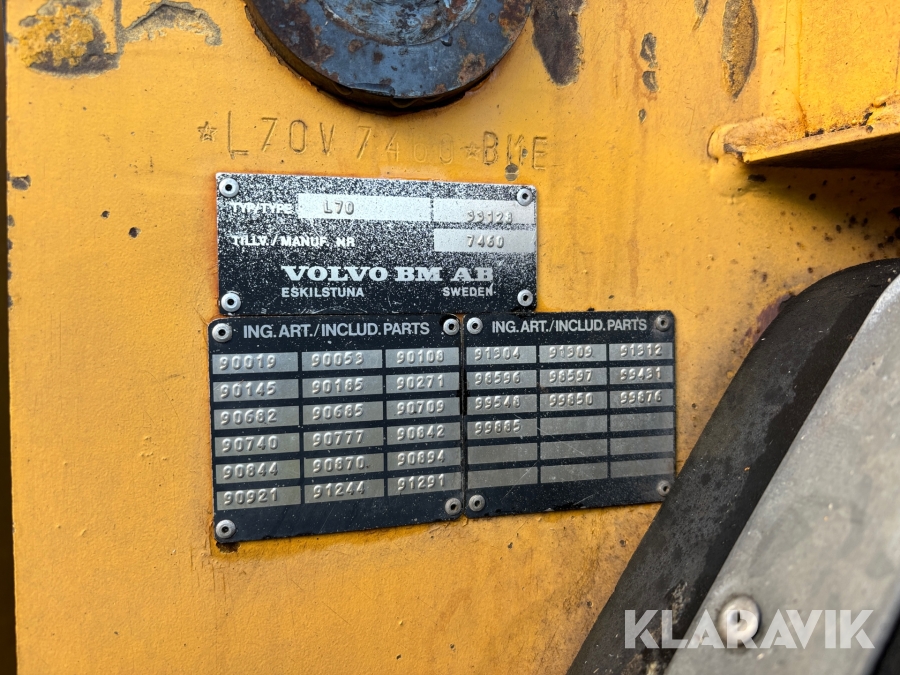 *L70V 7460*BME
TYP-TYPE L70 99128
TILLV./MANUF. NR 7460
VOLVO BM AB
ESKILSTUNA SWEDEN
ING.ART./INCLUD.PARTS
90019 90053 90108
90145 90185 90271
90682 90685 90709
90740 90777 90842
90844 90870 90894
90921 91244 91291
ING.ART./INCLUD.PARTS
91304 91309 91312
98596 98597 99431
99548 99850 99876
99885
KLARAVIK